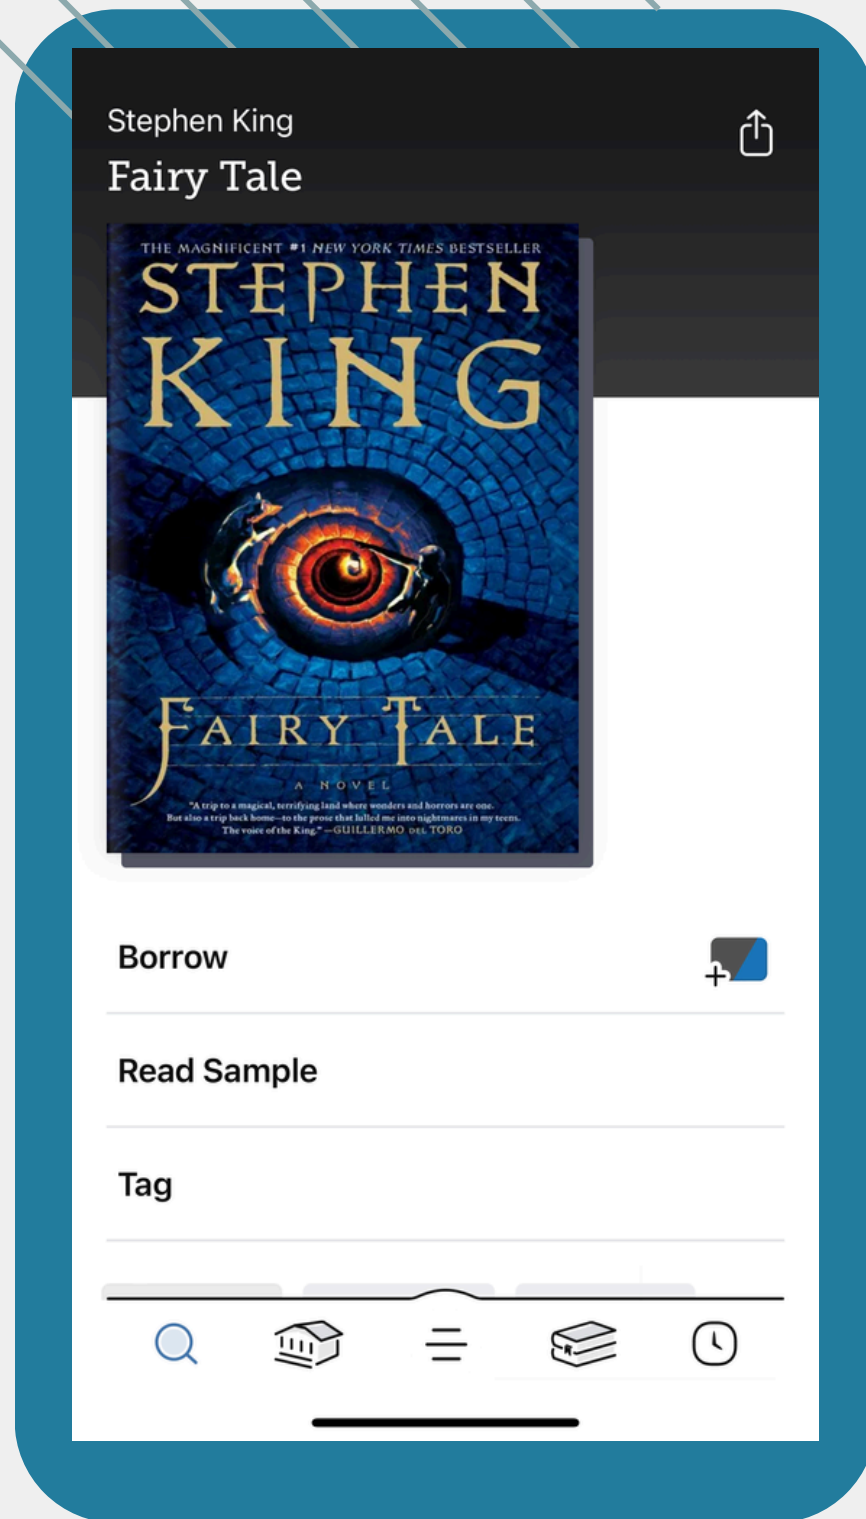 Stephen King
Fairy Tale
THE MAGNIFICENT #1 NEW YORK TIMES BESTSELLER
STEPHEN
KING
FAIRY TALE
A NOVEL
"A trip to a magical, terrifying land where wonders and horrors are one.
But also a trip back home—to the prose that lulled me into nightmares in my teens.
The voice of the King." —GUILLERMO DEL TORO
Borrow
Read Sample
Tag